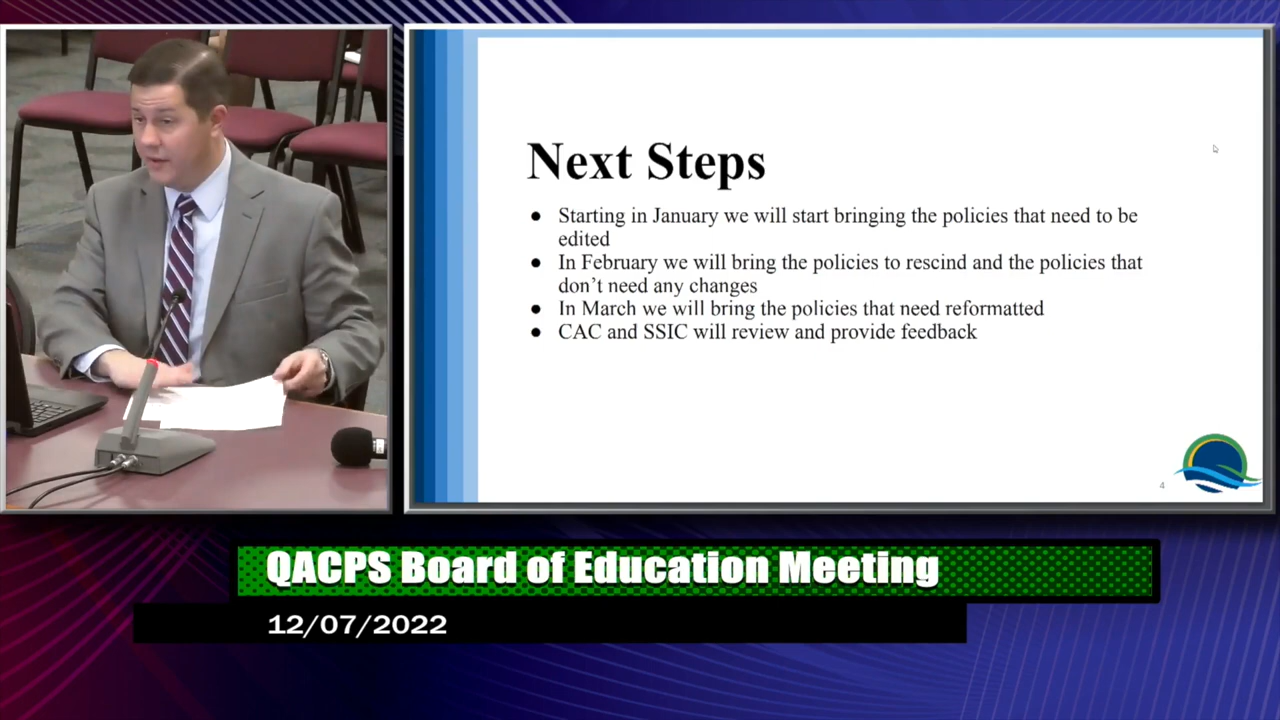 Next Steps
● Starting in January we will start bringing the policies that need to be
edited
● In February we will bring the policies to rescind and the policies that
don’t need any changes
● In March we will bring the policies that need reformatted
● CAC and SSIC will review and provide feedback
4
QACPS Board of Education Meeting
12/07/2022